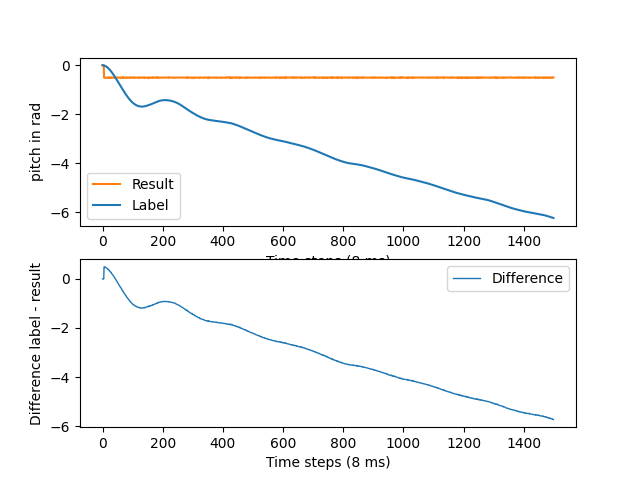 0
−2
−4
−6
pitch in rad
Result
Label
0 200 400 600 800 1000 1200 1400
Time steps (8 ms)
0
−2
−4
−6
Difference label - result
Difference
0 200 400 600 800 1000 1200 1400
Time steps (8 ms)